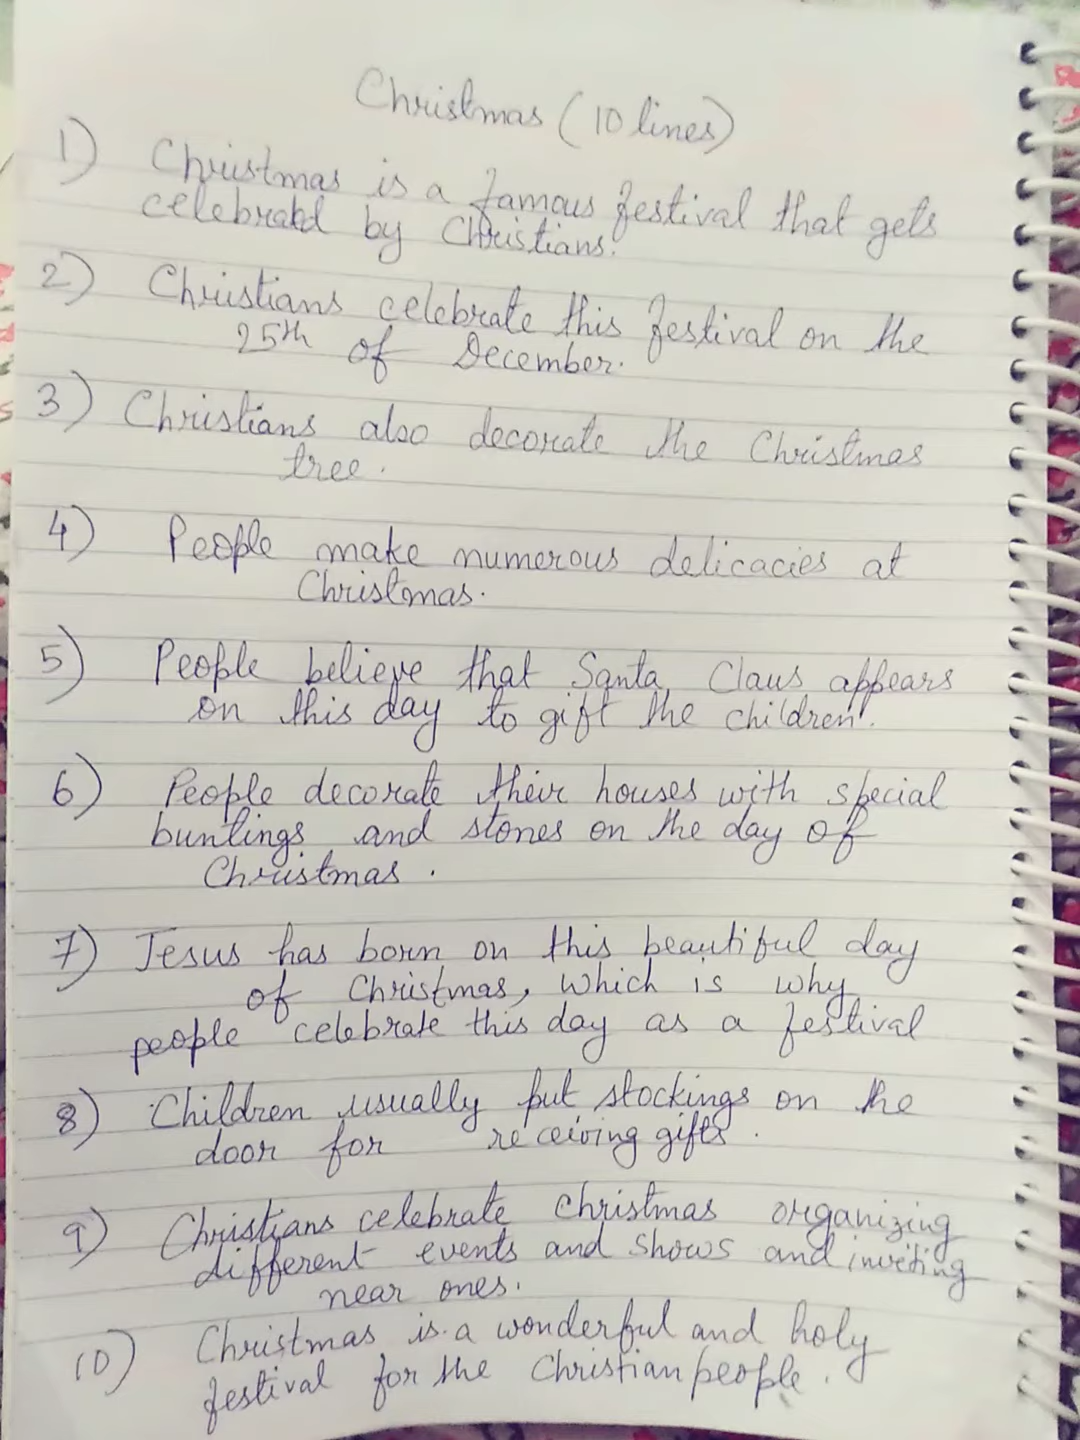 Christmas (10 lines)
1) Christmas is a famous festival that gets
celebrated by Christians.
2) Christians celebrate this festival on the
25th of December.
3) Christians also decorate the Christmas
tree.
4) People make numerous delicacies at
Christmas.
5) People believe that Santa Claus appears
on this day to gift the children.
6) People decorate their houses with special
buntings and stones on the day of
Christmas.
7) Jesus has born on this beautiful day
of Christmas, which is why
people celebrate this day as a festival
8) Children usually put stockings on the
door for receiving gifts.
9) Christians celebrate christmas organizing
different events and shows and inviting
near ones.
10) Christmas is a wonderful and holy
festival for the Christian people.